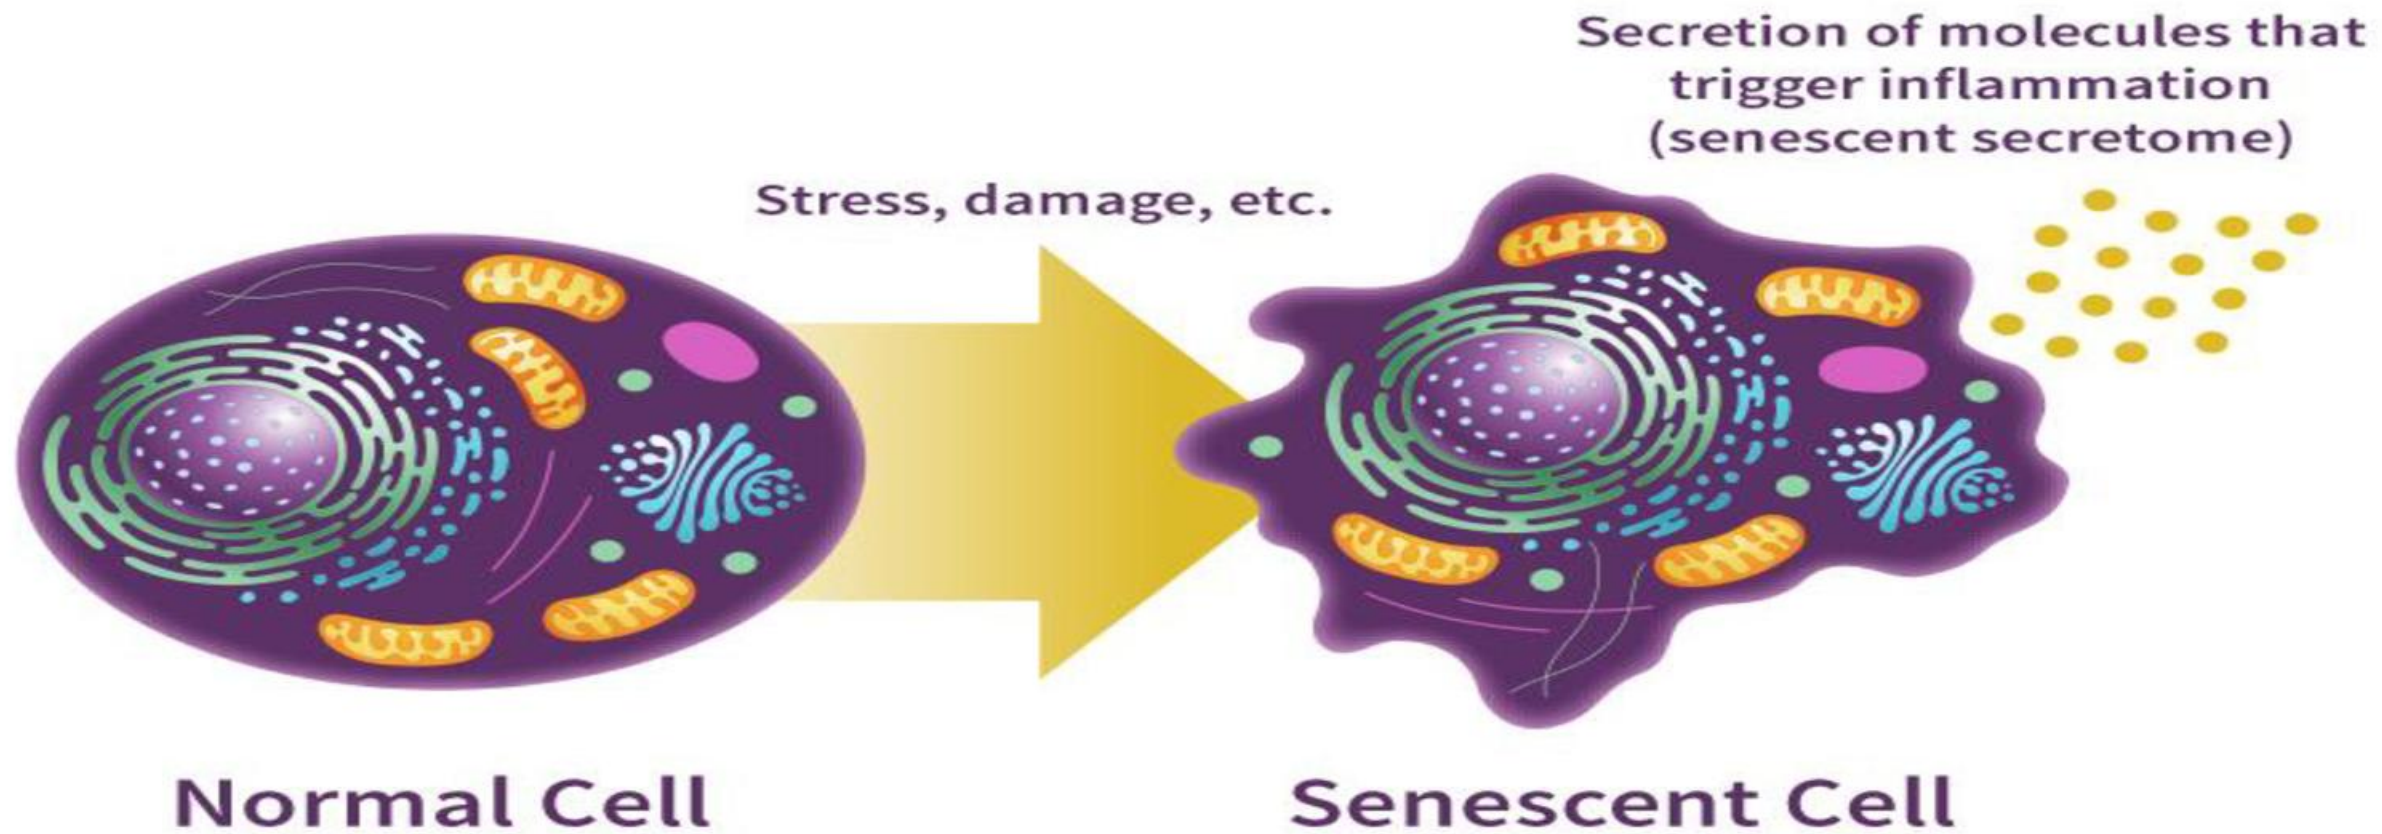 Secretion of molecules that
trigger inflammation
(senescent secretome)
Stress, damage, etc.
Normal Cell
Senescent Cell